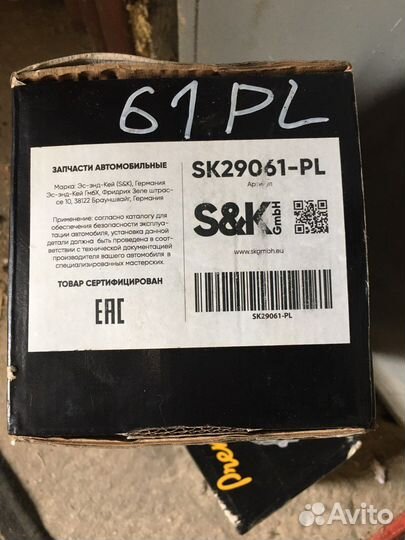 61PL
ЗАПЧАСТИ АВТОМОБИЛЬНЫЕ
Марка: Эс-энд-Кей (S&K), Германия
Эс-энд-Кей ГмбХ, Фридрих Зеле штрас-
се 10, 38122 Брауншвайг, Германия
Применение: согласно каталогу для
обеспечения безопасности эксплуа-
тации автомобиля, установка данной
детали должна быть проведена в соот-
ветствии с технической документацией
производителя вашего автомобиля в
специализированных мастерских.
ТОВАР СЕРТИФИЦИРОВАН
EAC
SK29061-PL
Артикул
S&K GmbH
www.skgmbh.eu
SK29061-PL
Avito